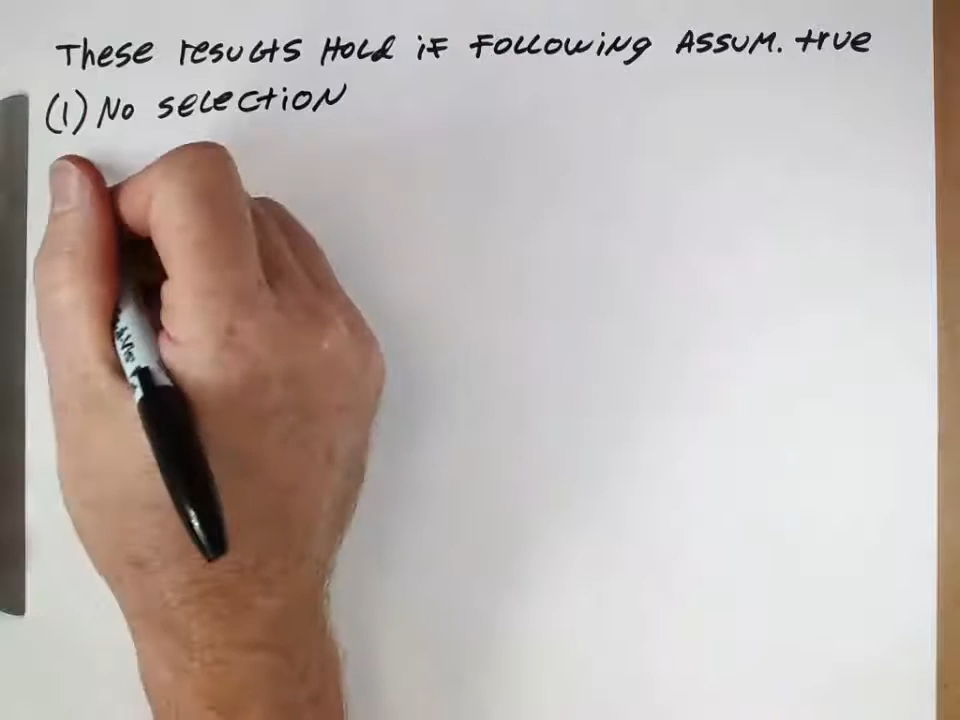 These results Hold if Following Assum. true
(1) No selection